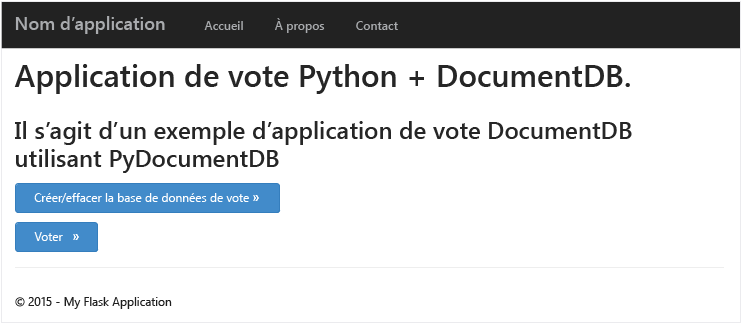 Nom d’application Accueil À propos Contact
Application de vote Python + DocumentDB.
Il s’agit d’un exemple d’application de vote DocumentDB
utilisant PyDocumentDB
Créer/effacer la base de données de vote »
Voter »
© 2015 - My Flask Application